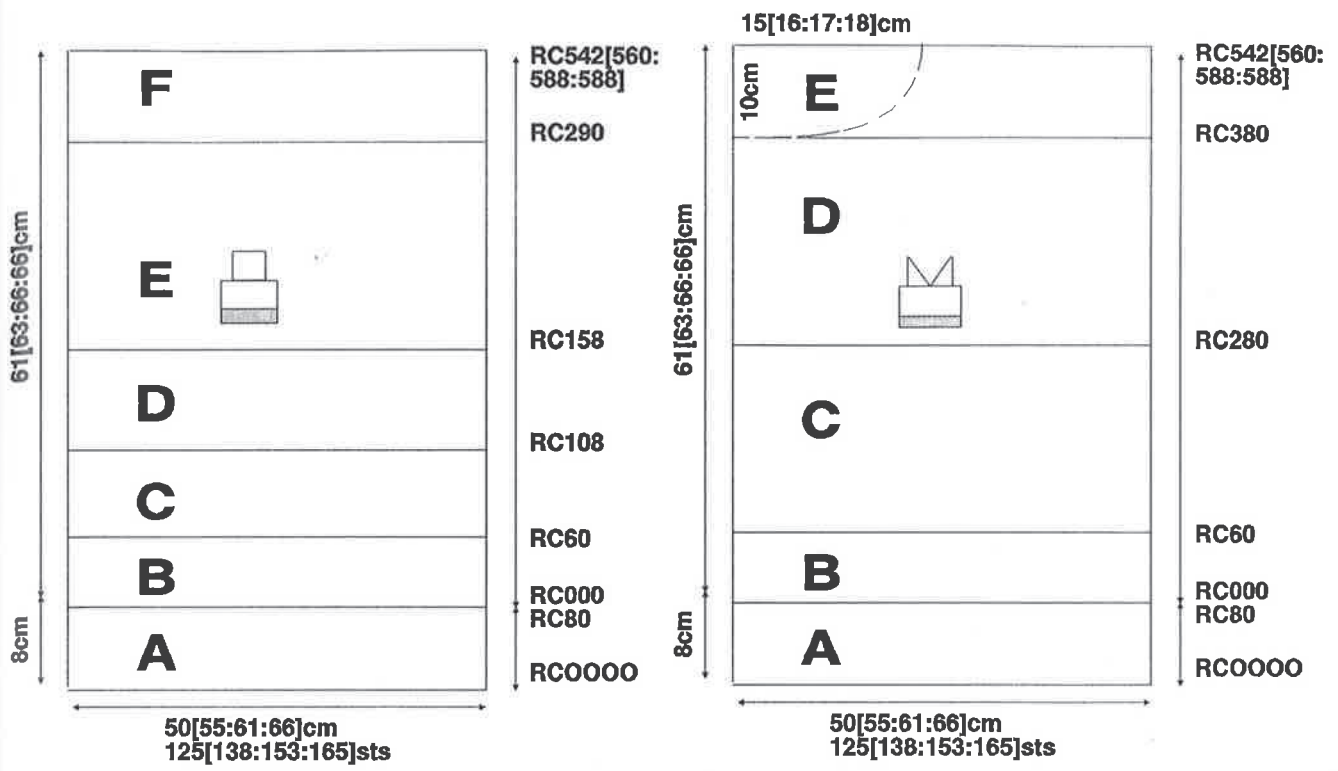 F
E
D
C
B
A
61[63:66:66]cm
8cm
RC542[560:
588:588]
RC290
RC158
RC108
RC60
RC000
RC80
RCOOOO
50[55:61:66]cm
125[138:153:165]sts
15[16:17:18]cm
10cm
E
D
C
B
A
61[63:66:66]cm
8cm
RC542[560:
588:588]
RC380
RC280
RC60
RC000
RC80
RCOOOO
50[55:61:66]cm
125[138:153:165]sts